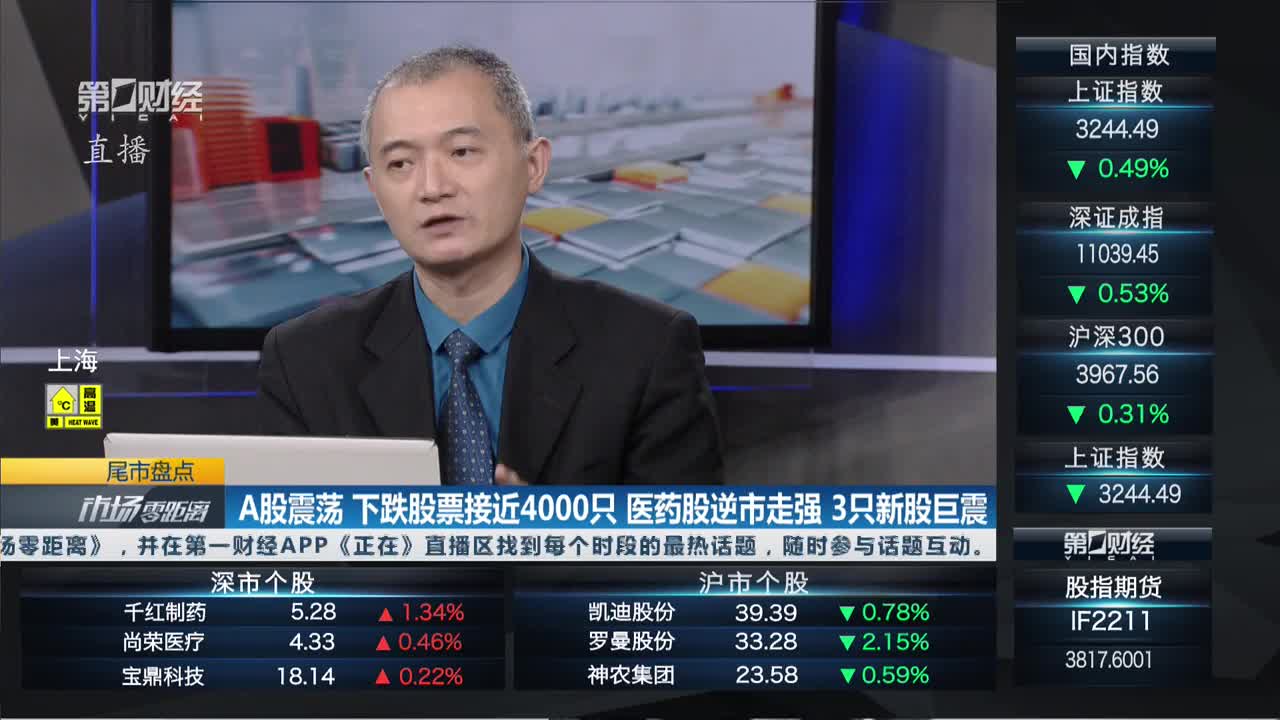 第一财经
YICAI
直播
上海
℃
高温
黄 HEAT WAVE
尾市盘点
市场零距离
A股震荡 下跌股票接近4000只 医药股逆市走强 3只新股巨震
场零距离》，并在第一财经APP《正在》直播区找到每个时段的最热话题，随时参与话题互动。
深市个股
千红制药 5.28 ▲ 1.34%
尚荣医疗 4.33 ▲ 0.46%
宝鼎科技 18.14 ▲ 0.22%
沪市个股
凯迪股份 39.39 ▼ 0.78%
罗曼股份 33.28 ▼ 2.15%
神农集团 23.58 ▼ 0.59%
国内指数
上证指数
3244.49
▼ 0.49%
深证成指
11039.45
▼ 0.53%
沪深300
3967.56
▼ 0.31%
上证指数
▼ 3244.49
第一财经
YICAI
股指期货
IF2211
3817.6001